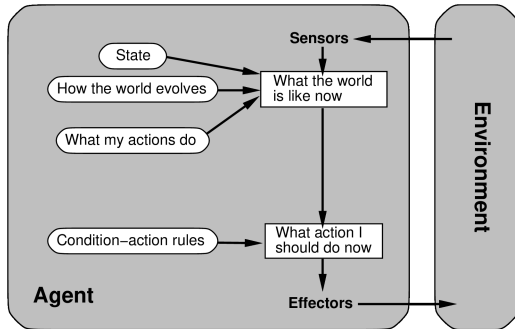 Sensors
State
How the world evolves
What the world
is like now
What my actions do
Environment
Condition−action rules
What action I
should do now
Agent
Effectors